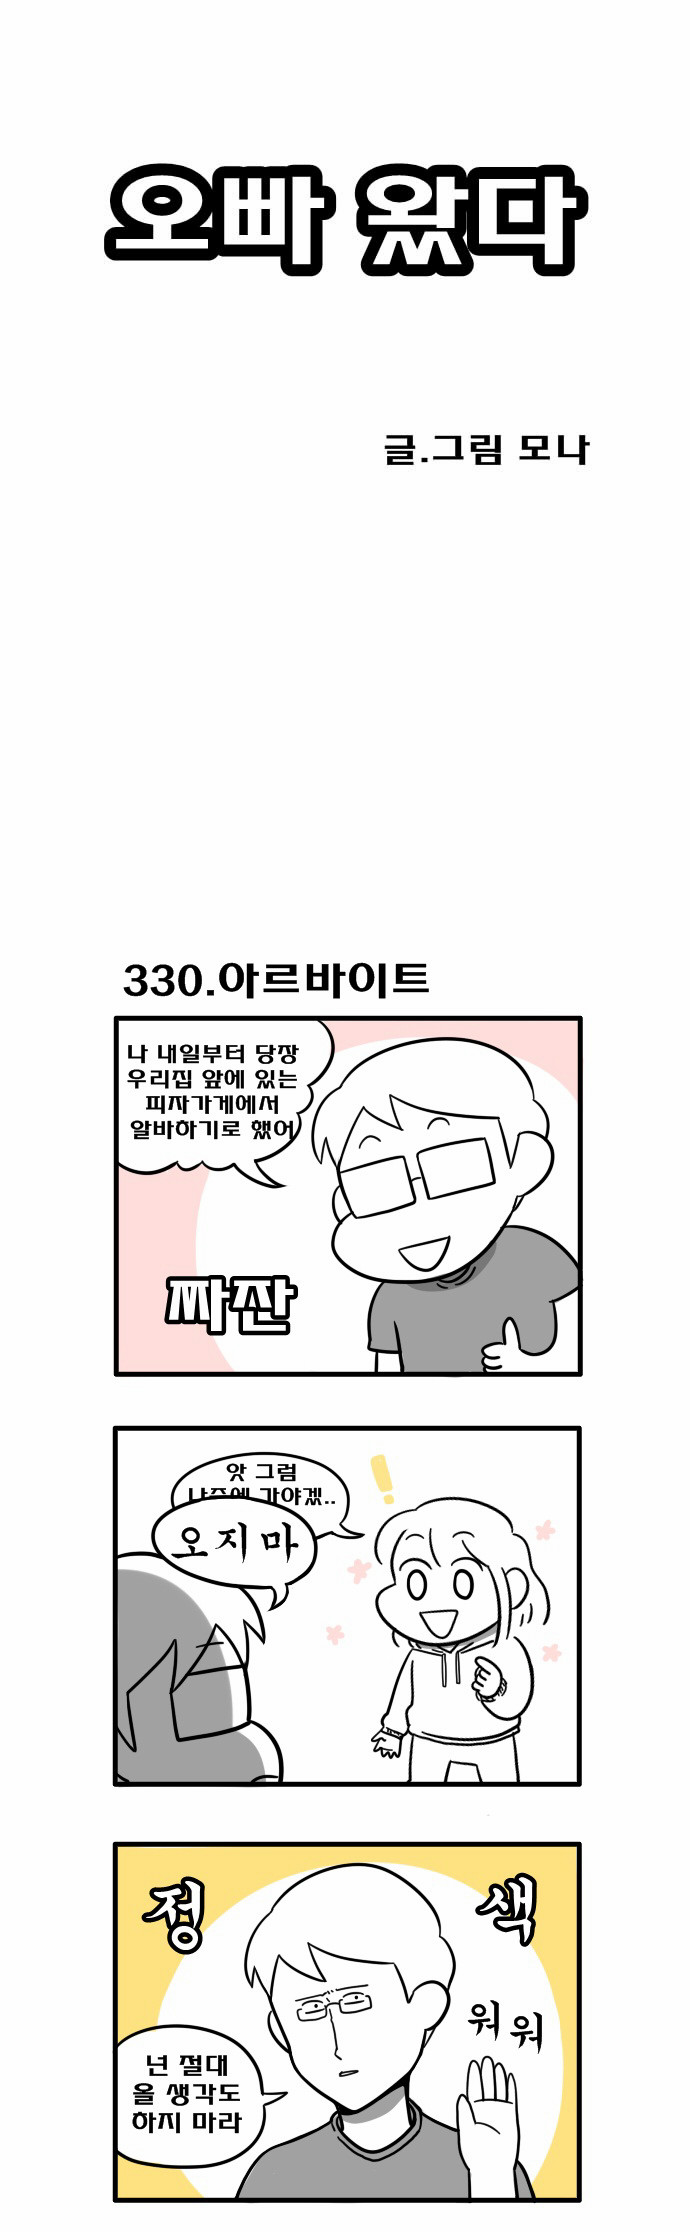 오빠 왔다
글.그림 모나
330.아르바이트
나 내일부터 당장
우리집 앞에 있는
피자가게에서
알바하기로 했어
짜잔
앗 그럼
나중에 가야겠..
오지마
정색
워워
넌 절대
올 생각도
하지 마라